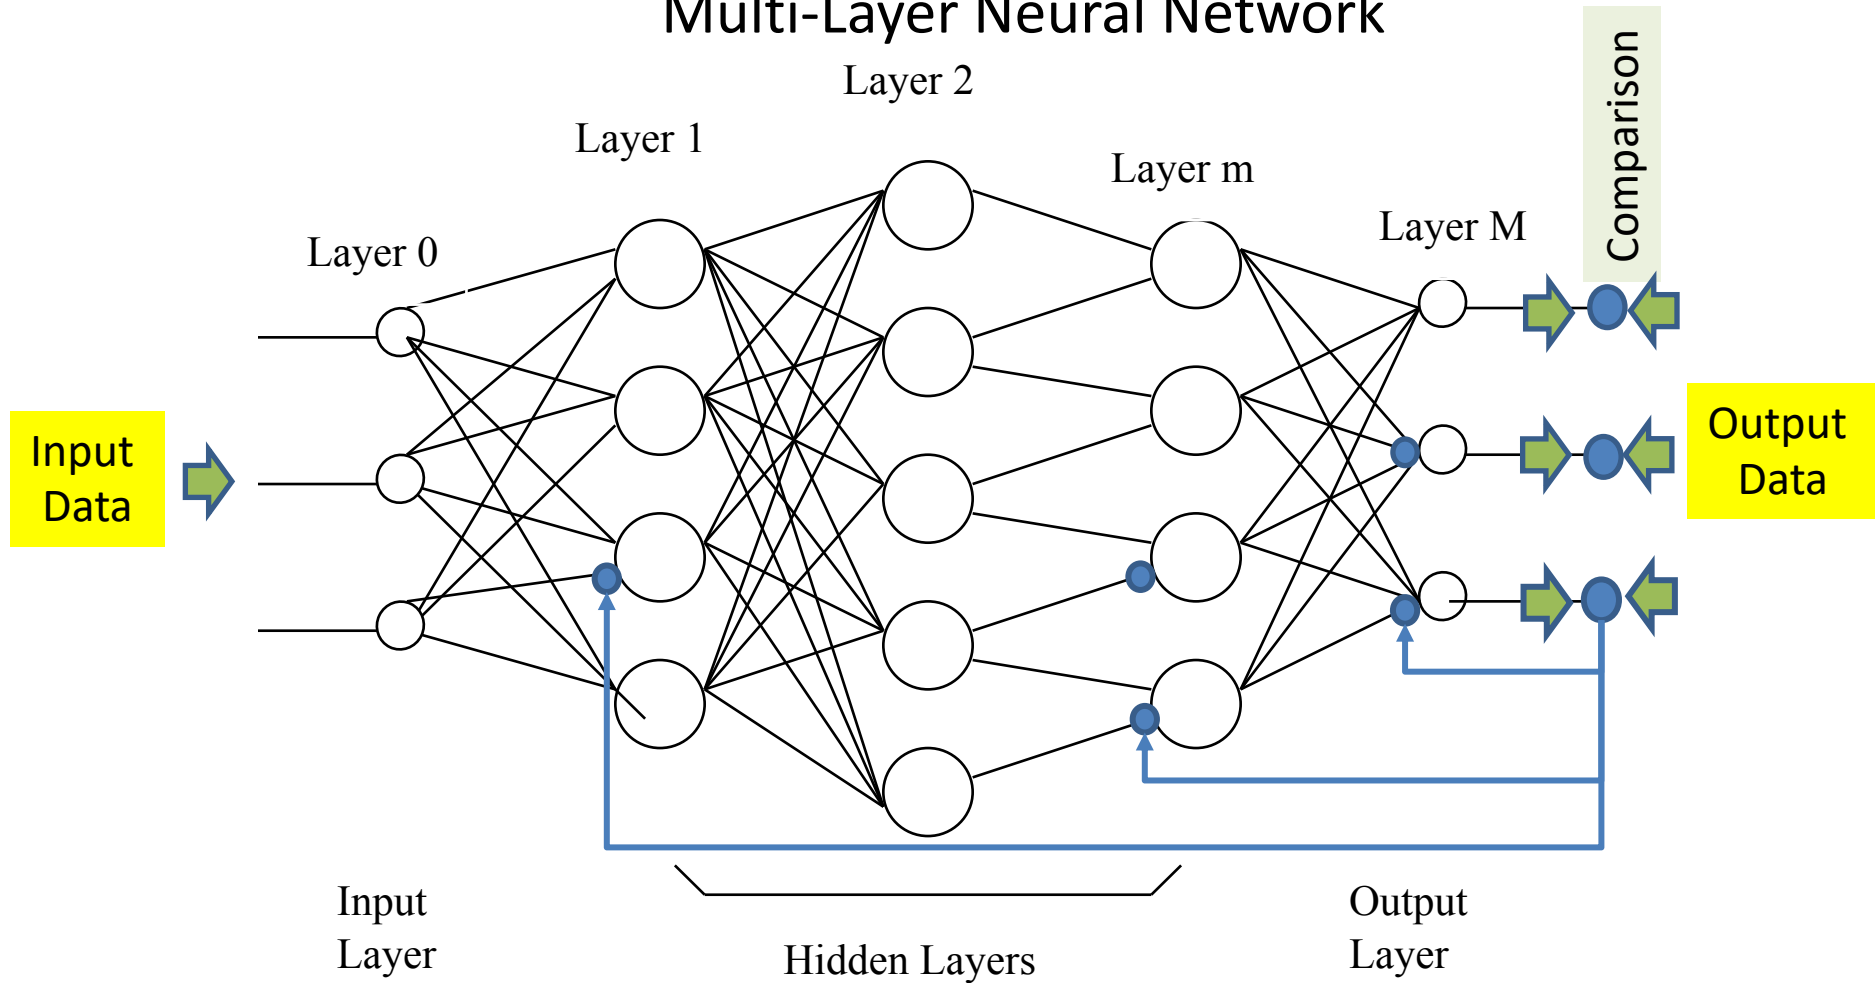 Multi-Layer Neural Network
Layer 2
Layer 1
Layer m
Layer 0
Layer M
Comparison
Input
Data
Output
Data
Input
Layer
Hidden Layers
Output
Layer